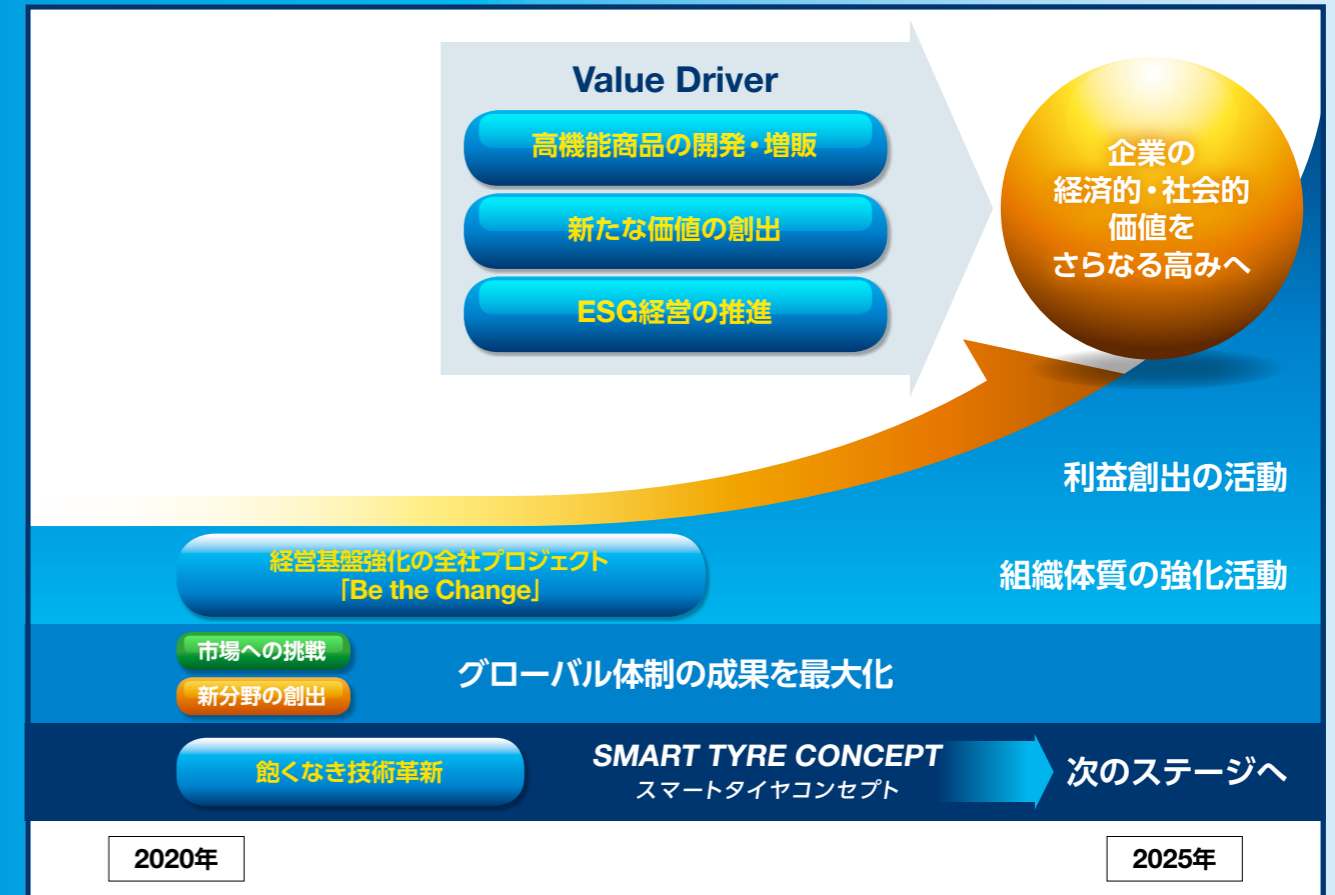 Value Driver
高機能商品の開発・増販
新たな価値の創出
ESG経営の推進
企業の
経済的・社会的
価値を
さらなる高みへ
利益創出の活動
経営基盤強化の全社プロジェクト
「Be the Change」
組織体質の強化活動
市場への挑戦
新分野の創出
グローバル体制の成果を最大化
飽くなき技術革新
SMART TYRE CONCEPT
スマートタイヤコンセプト
次のステージへ
2020年
2025年